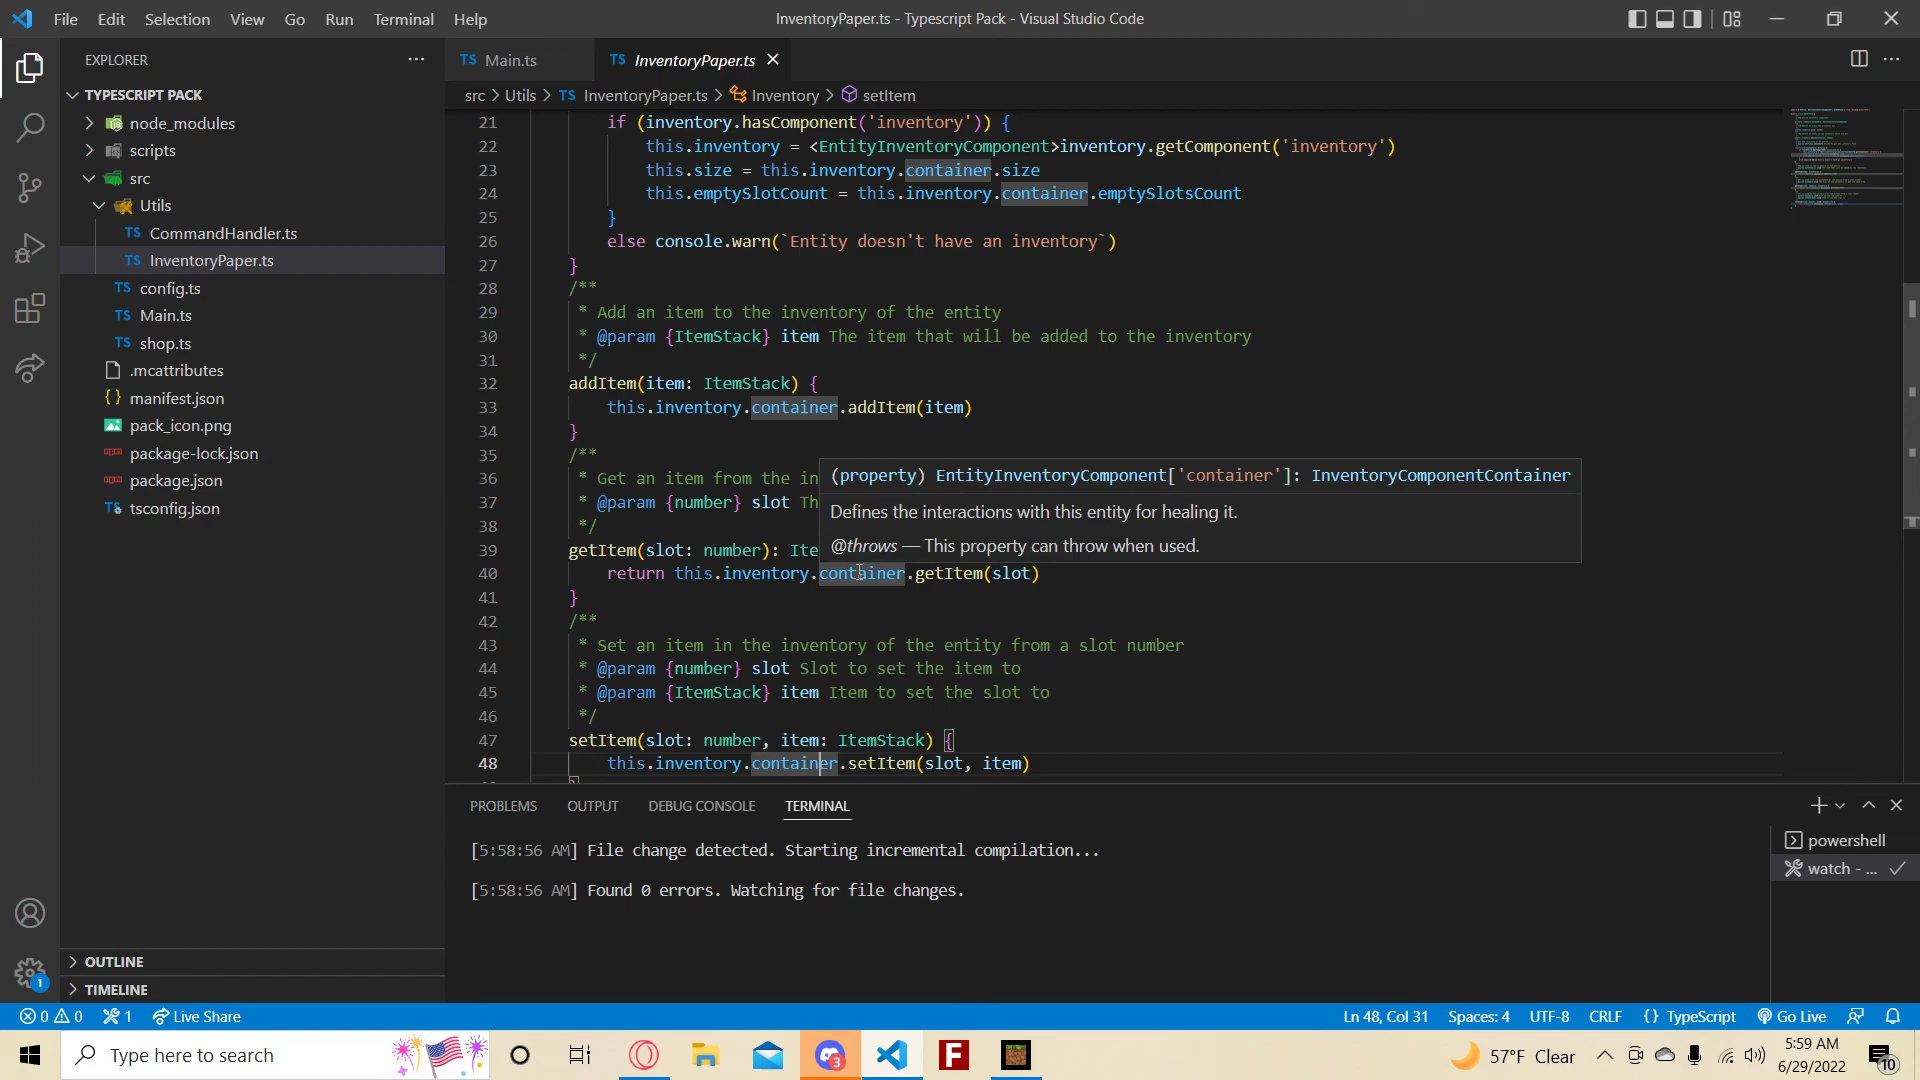 File Edit Selection View Go Run Terminal Help
InventoryPaper.ts - Typescript Pack - Visual Studio Code
EXPLORER
TYPESCRIPT PACK
node_modules
scripts
src
Utils
TS CommandHandler.ts
TS InventoryPaper.ts
TS config.ts
TS Main.ts
TS shop.ts
.mcattributes
{ } manifest.json
pack_icon.png
package-lock.json
package.json
TS tsconfig.json
OUTLINE
TIMELINE
TS Main.ts
TS InventoryPaper.ts
src > Utils > TS InventoryPaper.ts > Inventory > setItem
21 if (inventory.hasComponent('inventory')) {
22 this.inventory = <EntityInventoryComponent>inventory.getComponent('inventory')
23 this.size = this.inventory.container.size
24 this.emptySlotCount = this.inventory.container.emptySlotsCount
25 }
26 else console.warn(`Entity doesn't have an inventory`)
27 }
28 /**
29 * Add an item to the inventory of the entity
30 * @param {ItemStack} item The item that will be added to the inventory
31 */
32 addItem(item: ItemStack) {
33 this.inventory.container.addItem(item)
34 }
35 /**
36 * Get an item from the in
37 * @param {number} slot Th
38 */
39 getItem(slot: number): Ite
40 return this.inventory.container.getItem(slot)
41 }
42 /**
43 * Set an item in the inventory of the entity from a slot number
44 * @param {number} slot Slot to set the item to
45 * @param {ItemStack} item Item to set the slot to
46 */
47 setItem(slot: number, item: ItemStack) {
48 this.inventory.container.setItem(slot, item)
(property) EntityInventoryComponent['container']: InventoryComponentContainer
Defines the interactions with this entity for healing it.
@throws — This property can throw when used.
PROBLEMS OUTPUT DEBUG CONSOLE TERMINAL
[5:58:56 AM] File change detected. Starting incremental compilation...
[5:58:56 AM] Found 0 errors. Watching for file changes.
powershell
watch - ...
1
0 0 1 Live Share
Ln 48, Col 31 Spaces: 4 UTF-8 CRLF { } TypeScript Go Live
Type here to search
3
F
57°F Clear
5:59 AM
6/29/2022
10